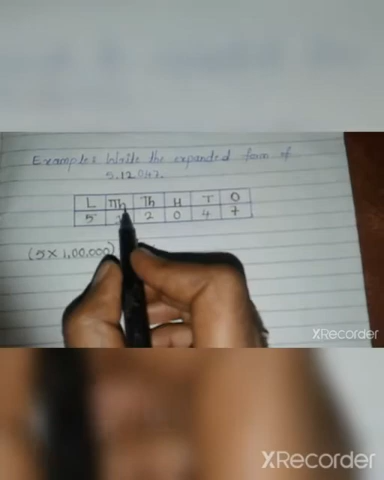 Example: Write the expanded form of
5,12,047.
L TTh Th H T O
5 1 2 0 4 7
(5 × 1,00,000)
XRecorder
XRecorder